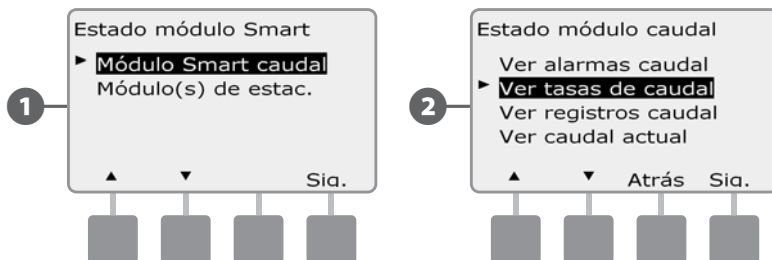 Estado módulo Smart
► Módulo Smart caudal
Módulo(s) de estac.
▲ ▼ Sig.
1
Estado módulo caudal
Ver alarmas caudal
► Ver tasas de caudal
Ver registros caudal
Ver caudal actual
▲ ▼ Atrás Sig.
2